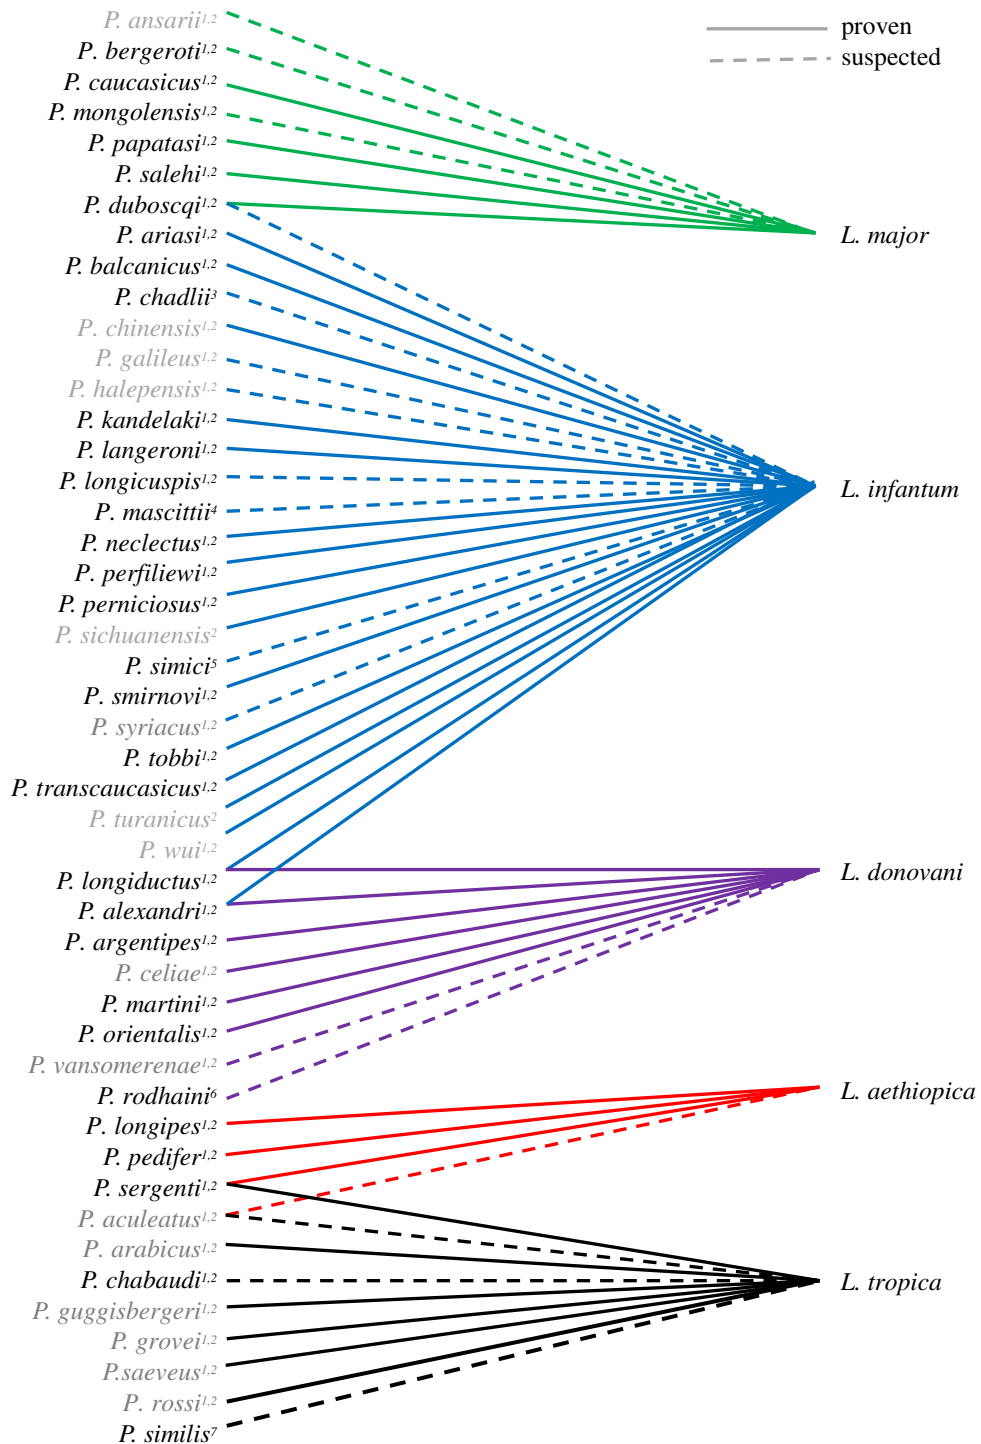 P. ansarii1,2
proven
P. bergeroti1,2
suspected
P. caucasicus1,2
P. mongolensis1,2
P. papatasi1,2
P. salehi1,2
P. duboscqi1,2
P. ariasi1,2
L. major
P. balcanicus1,2
P. chadlii3
P. chinensis1,2
P. galileus1,2
P. halepensis1,2
P. kandelaki1,2
P. langeroni1,2
P. longicuspis1,2
L. infantum
P. mascittii4
P. neclectus1,2
P. perfiliewi1,2
P. perniciosus1,2
P. sichuanensis2
P. simici5
P. smirnovi1,2
P. syriacus1,2
P. tobbi1,2
P. transcaucasicus1,2
P. turanicus2
P. wui1,2
L. donovani
P. longiductus1,2
P. alexandri1,2
P. argentipes1,2
P. celiae1,2
P. martini1,2
P. orientalis1,2
P. vansomerenae1,2
P. rodhaini6
L. aethiopica
P. longipes1,2
P. pedifer1,2
P. sergenti1,2
P. aculeatus1,2
P. arabicus1,2
P. chabaudi1,2
L. tropica
P. guggisbergeri1,2
P. grovei1,2
P.saeveus1,2
P. rossi1,2
P. similis7